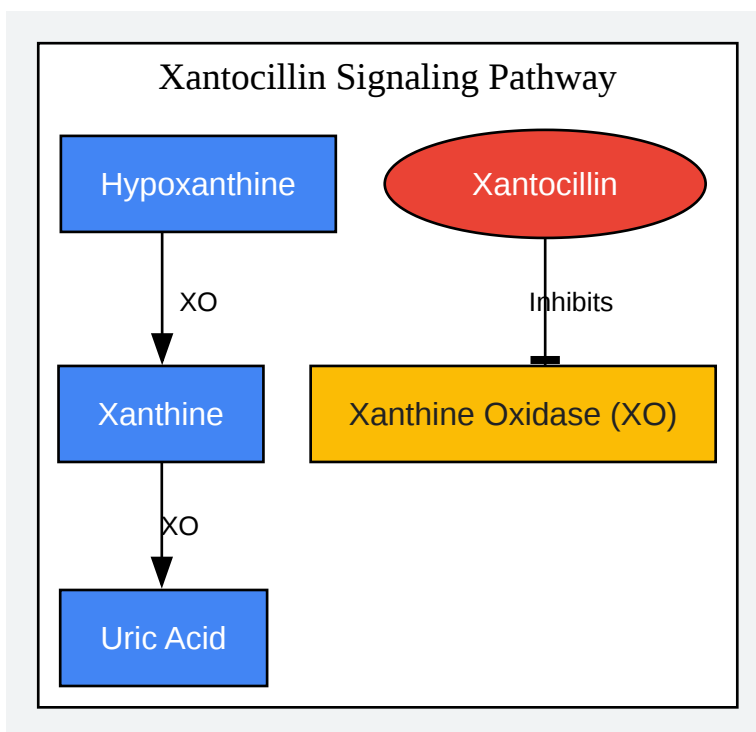 Xantocillin Signaling Pathway
Hypoxanthine
Xantocillin
XO
Inhibits
Xanthine
Xanthine Oxidase (XO)
XO
Uric Acid